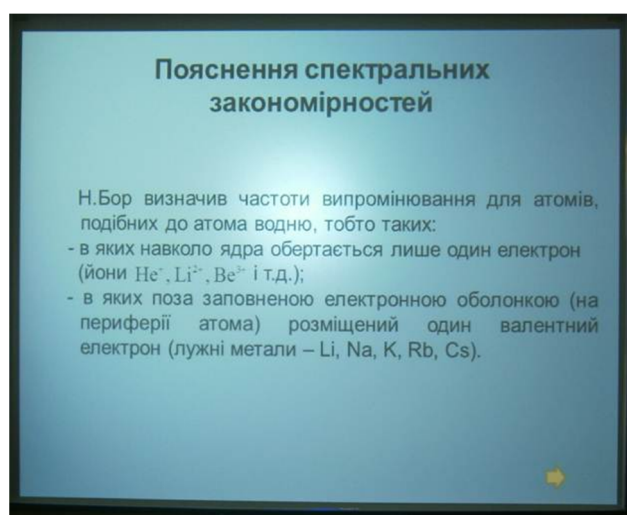 Пояснення спектральних
закономірностей
Н.Бор визначив частоти випромінювання для атомів,
подібних до атома водню, тобто таких:
- в яких навколо ядра обертається лише один електрон
(йони He⁺, Li²⁺, Be³⁺ і т.д.);
- в яких поза заповненою електронною оболонкою (на
периферії атома) розміщений один валентний
електрон (лужні метали – Li, Na, K, Rb, Cs).